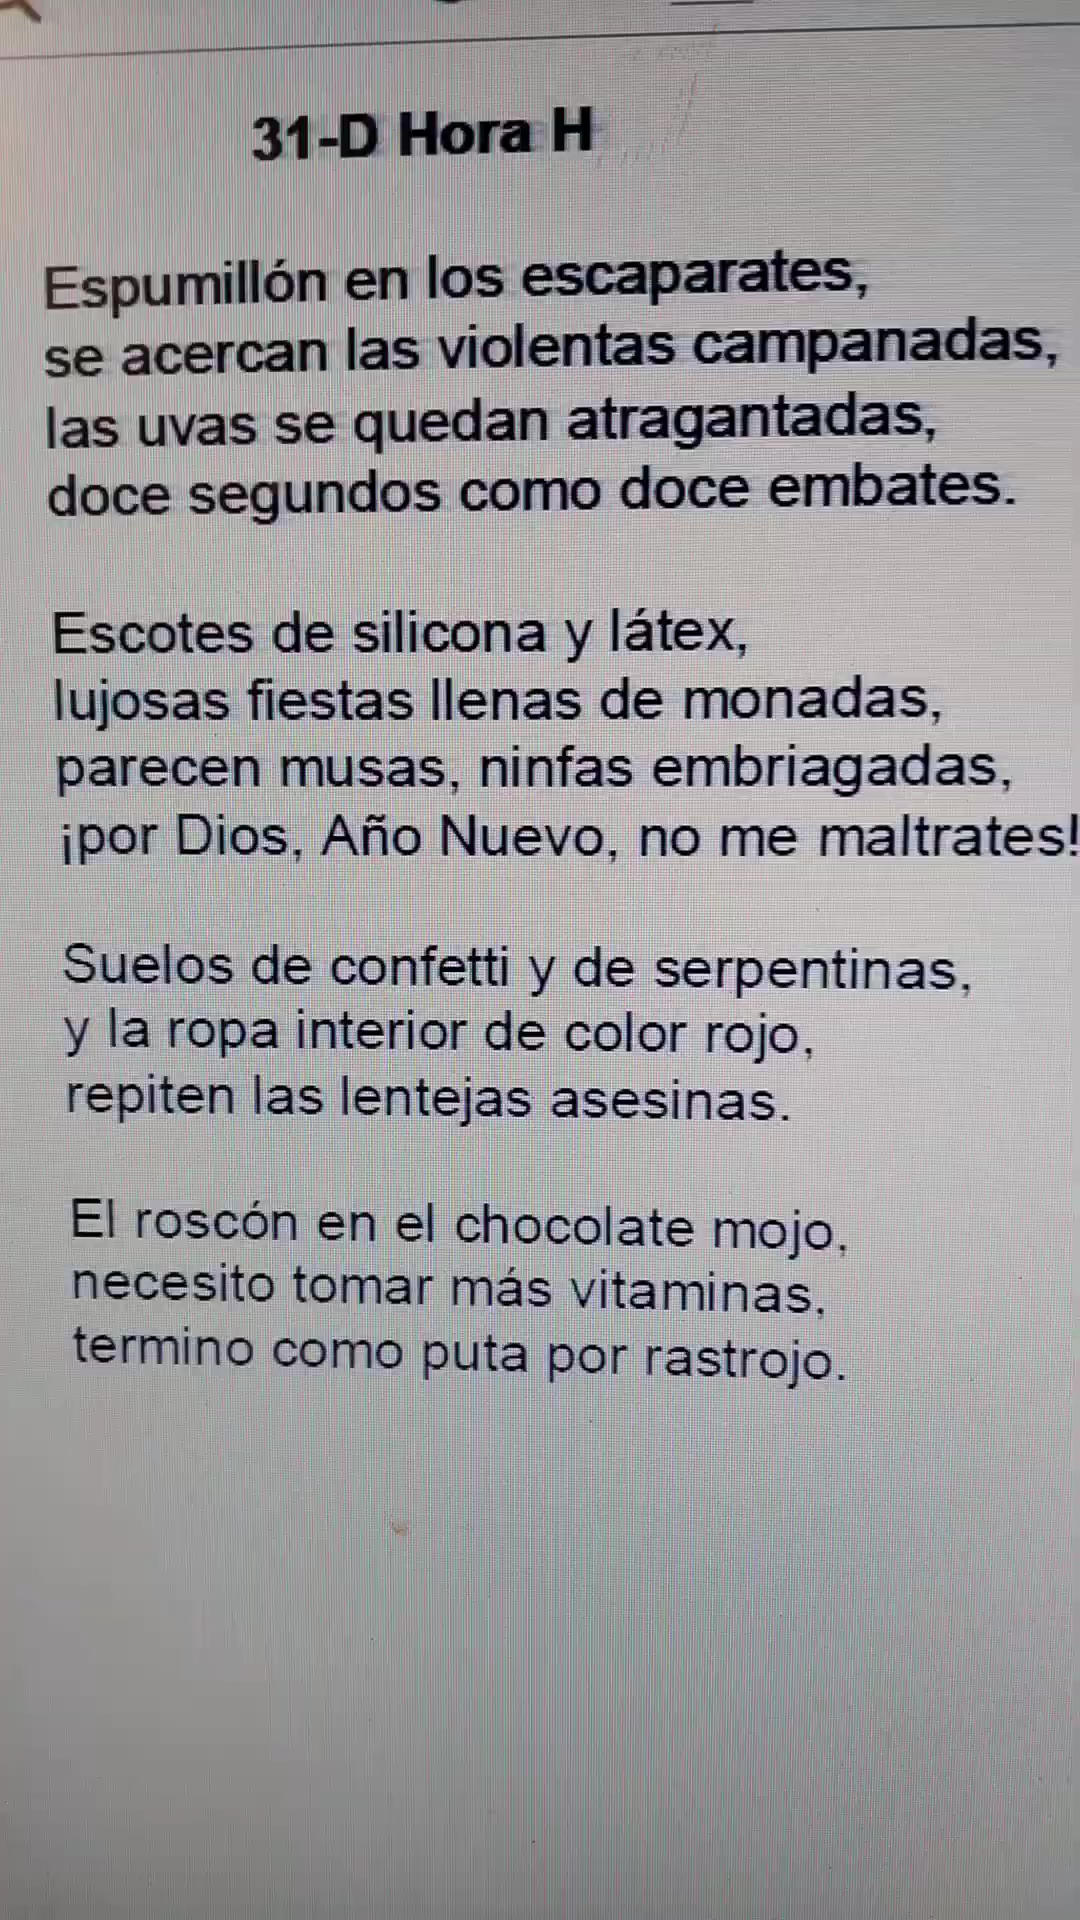 31-D Hora H
Espumillón en los escaparates,
se acercan las violentas campanadas,
las uvas se quedan atragantadas,
doce segundos como doce embates.
Escotes de silicona y látex,
lujosas fiestas llenas de monadas,
parecen musas, ninfas embriagadas,
¡por Dios, Año Nuevo, no me maltrates!
Suelos de confetti y de serpentinas,
y la ropa interior de color rojo,
repiten las lentejas asesinas.
El roscón en el chocolate mojo,
necesito tomar más vitaminas,
termino como puta por rastrojo.